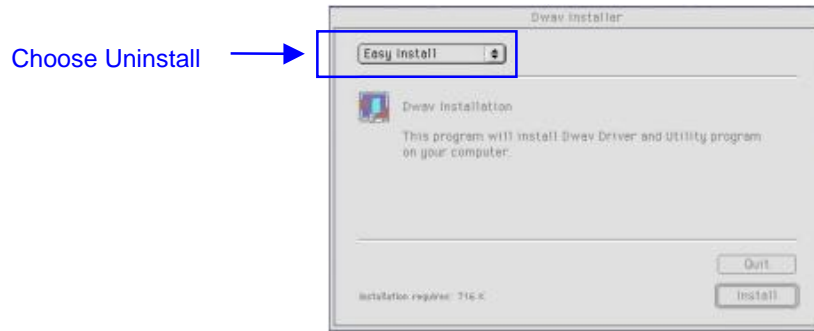 Dwav Installer
Choose Uninstall
Easy Install
Dwav Installation
This program will install Dwav Driver and Utility program
on your computer.
Quit
Installation requires: 716 K
Install